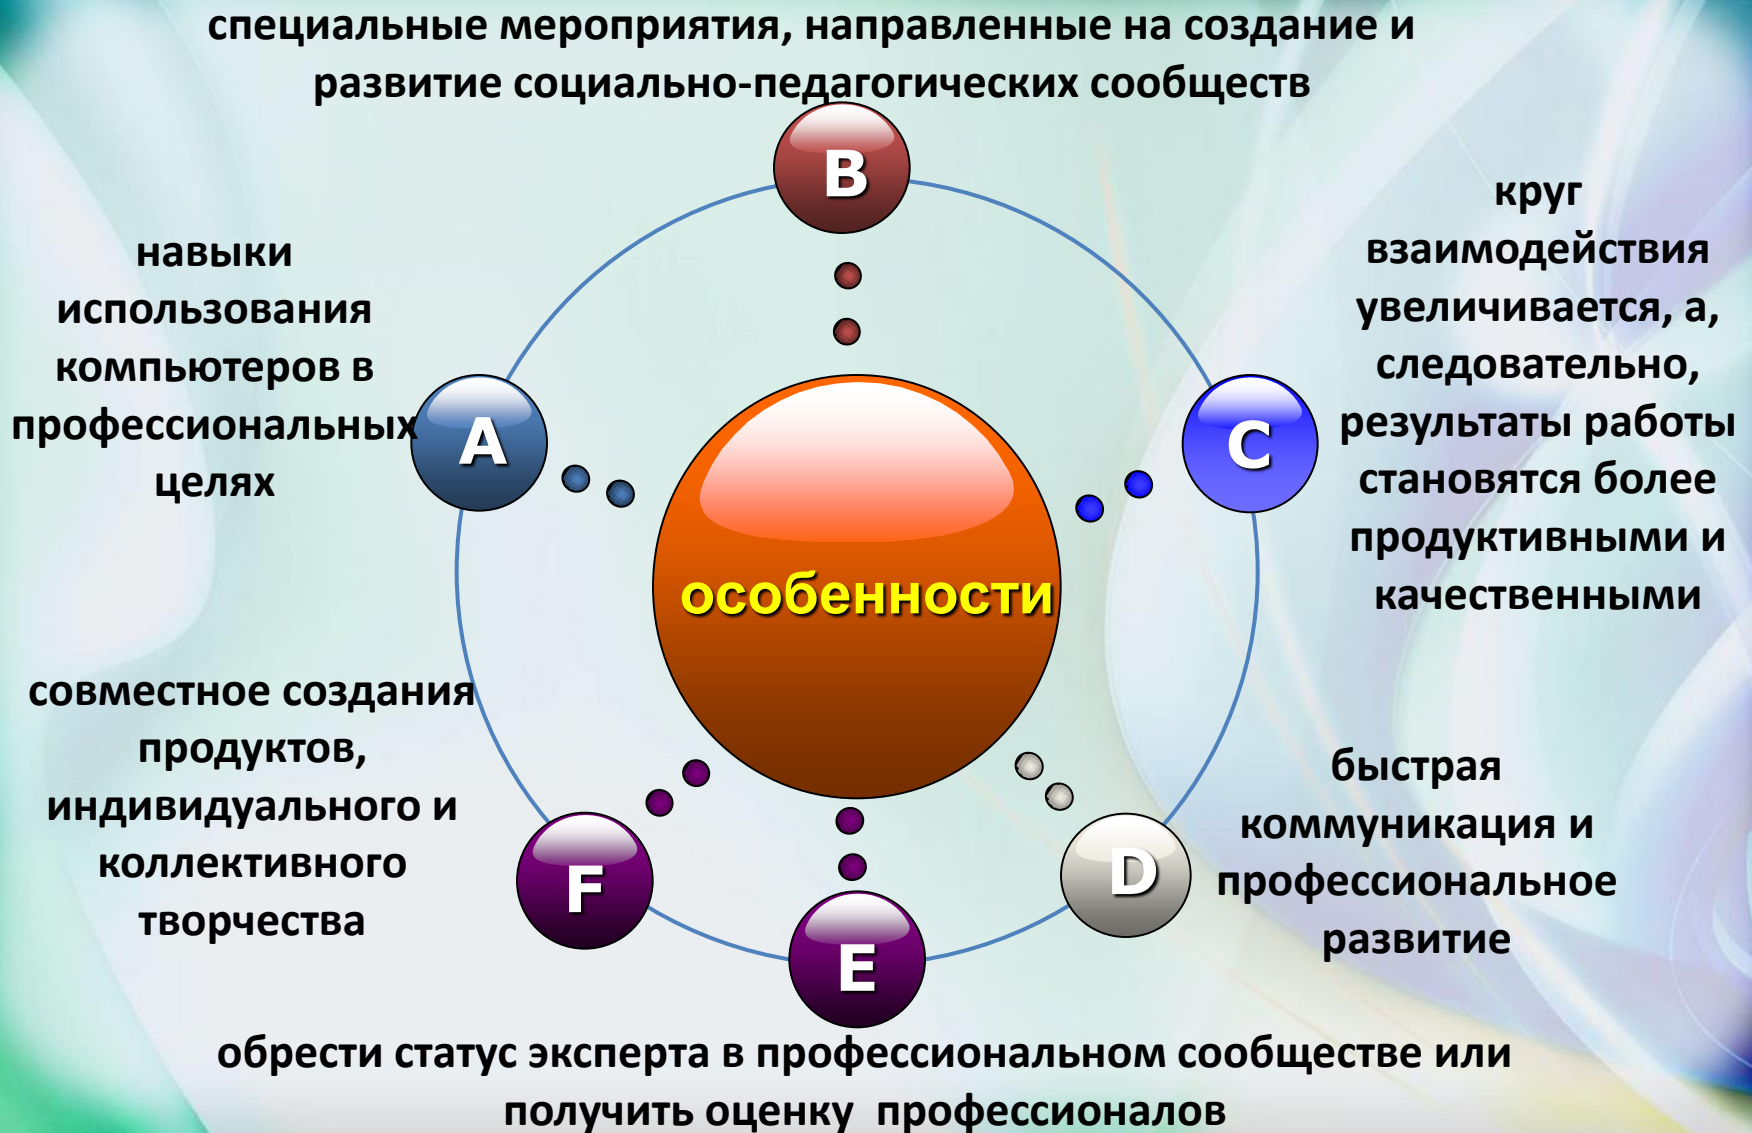 специальные мероприятия, направленные на создание и
развитие социально-педагогических сообществ
B
навыки
использования
компьютеров в
профессиональных
целях
A
круг
взаимодействия
увеличивается, а,
следовательно,
результаты работы
становятся более
продуктивными и
качественными
C
особенности
совместное создания
продуктов,
индивидуального и
коллективного
творчества
F
быстрая
коммуникация и
профессиональное
развитие
D
E
обрести статус эксперта в профессиональном сообществе или
получить оценку профессионалов